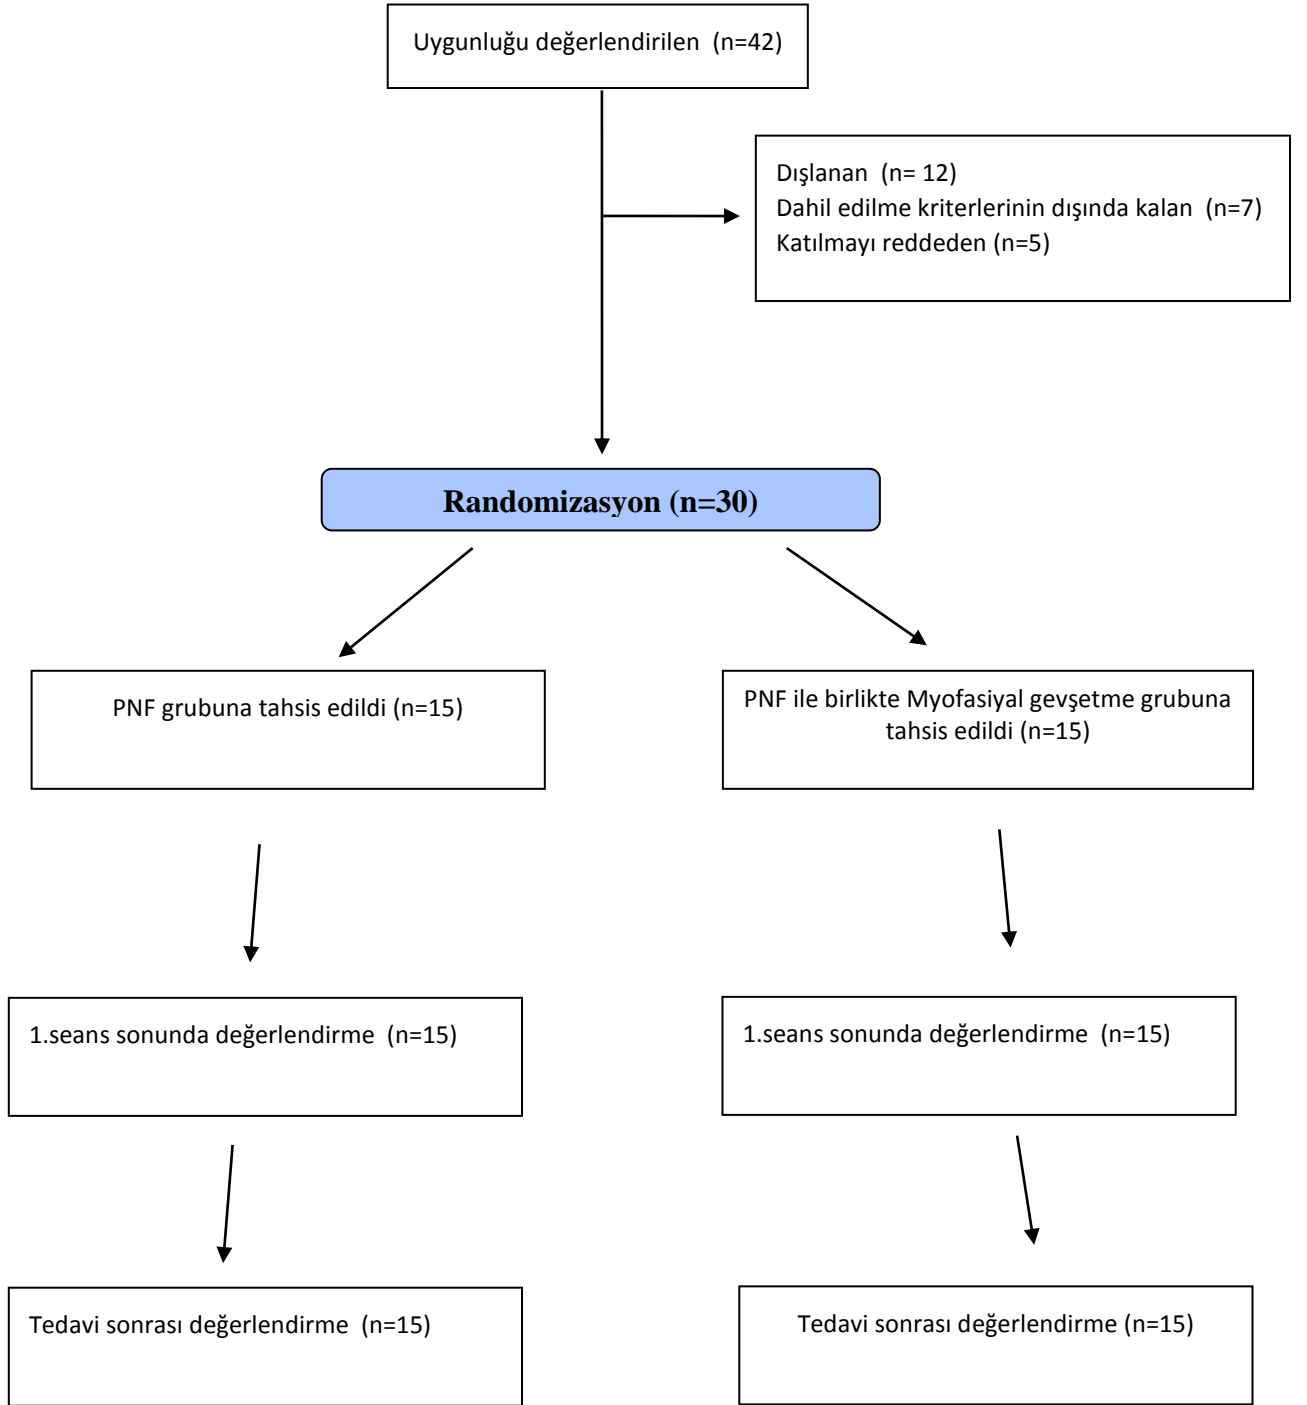 Uygunluğu değerlendirilen  (n=42)
Dışlanan  (n= 12)
Dahil edilme kriterlerinin dışında kalan  (n=7)
Katılmayı reddeden (n=5)
Randomizasyon (n=30)
PNF grubuna tahsis edildi (n=15)
PNF ile birlikte Myofasiyal gevşetme grubuna
tahsis edildi (n=15)
1.seans sonunda değerlendirme  (n=15)
1.seans sonunda değerlendirme  (n=15)
Tedavi sonrası değerlendirme  (n=15)
Tedavi sonrası değerlendirme (n=15)